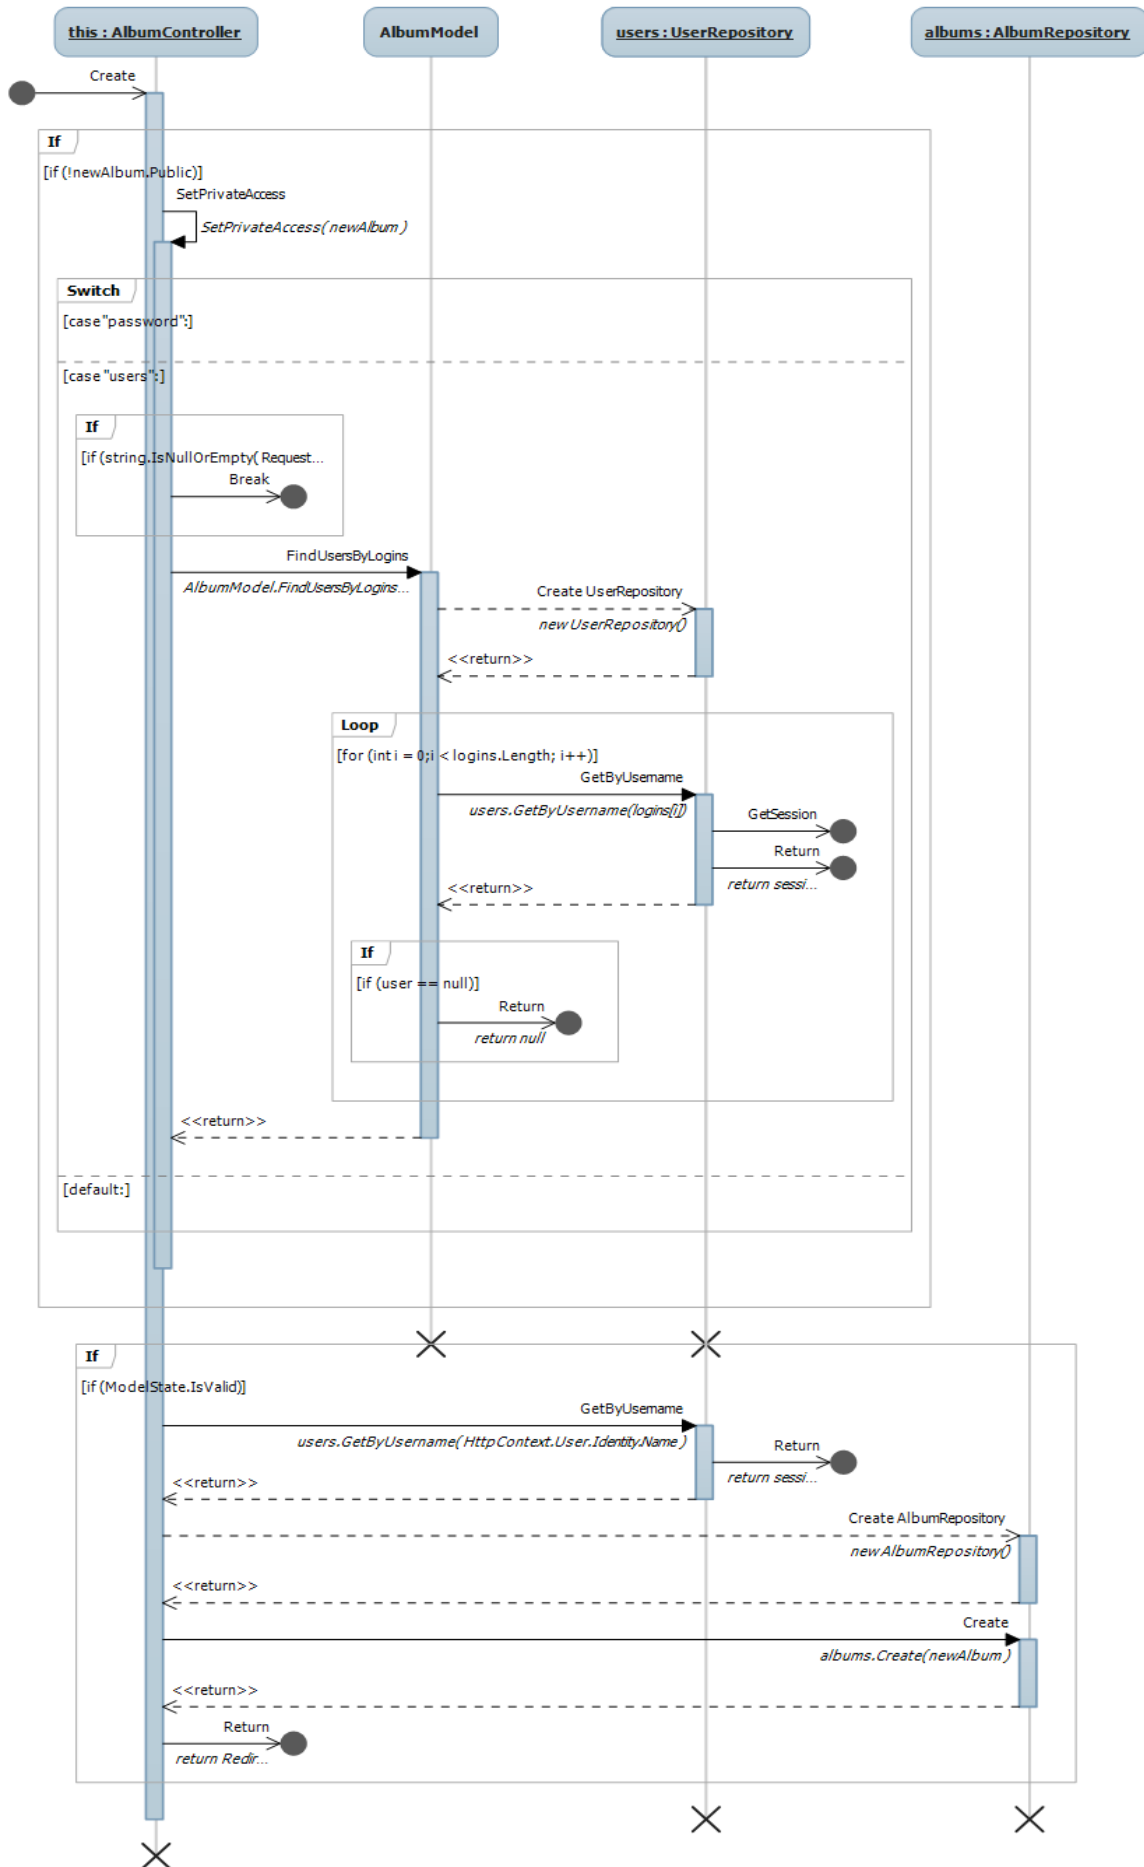 this : AlbumController
AlbumModel
users : UserRepository
albums : AlbumRepository
Create
If
[if (!newAlbum.Public)]
SetPrivateAccess
SetPrivateAccess( newAlbum )
Switch
[case "password":]
[case "users":]
If
[if (string.IsNullOrEmpty( Request...
Break
FindUsersByLogins
AlbumModel.FindUsersByLogins...
Create UserRepository
new UserRepository()
<<return>>
Loop
[for (int i = 0;i < logins.Length; i++)]
GetByUsername
users.GetByUsername(logins[i])
GetSession
Return
return sessi...
<<return>>
If
[if (user == null)]
Return
return null
<<return>>
[default:]
If
[if (ModelState.IsValid)]
GetByUsername
users.GetByUsername( HttpContext.User.Identity.Name )
Return
return sessi...
<<return>>
Create AlbumRepository
new AlbumRepository()
<<return>>
Create
albums.Create( newAlbum )
<<return>>
Return
return Redir...